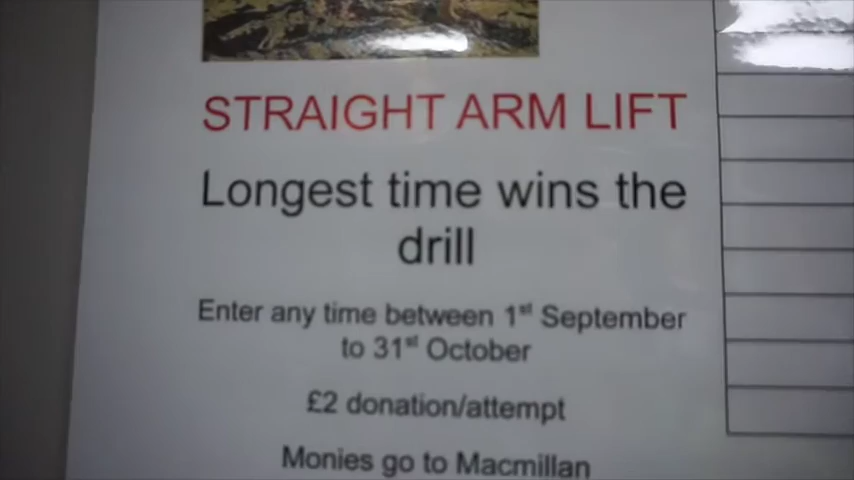 STRAIGHT ARM LIFT
Longest time wins the
drill
Enter any time between 1st September
to 31st October
£2 donation/attempt
Monies go to Macmillan